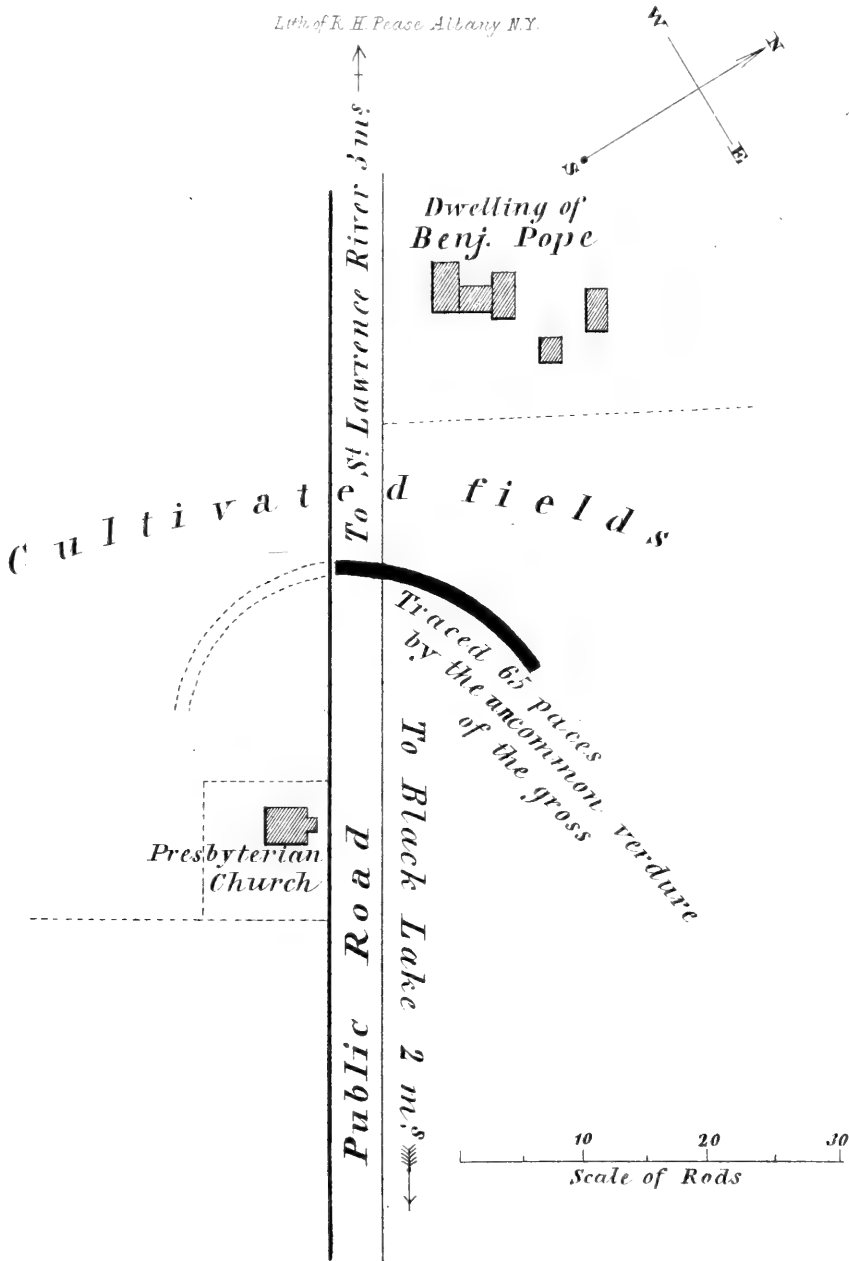 Lith. of R. H. Pease Albany N.Y.
W
N
S
E
To St. Lawrence River 3 ms.
Dwelling of
Benj. Pope
Cultivated fields
Traced 65 paces
by the uncommon verdure
of the gross
To Black Lake 2 m.s
Presbyterian
Church
Public Road
10 20 30
Scale of Rods